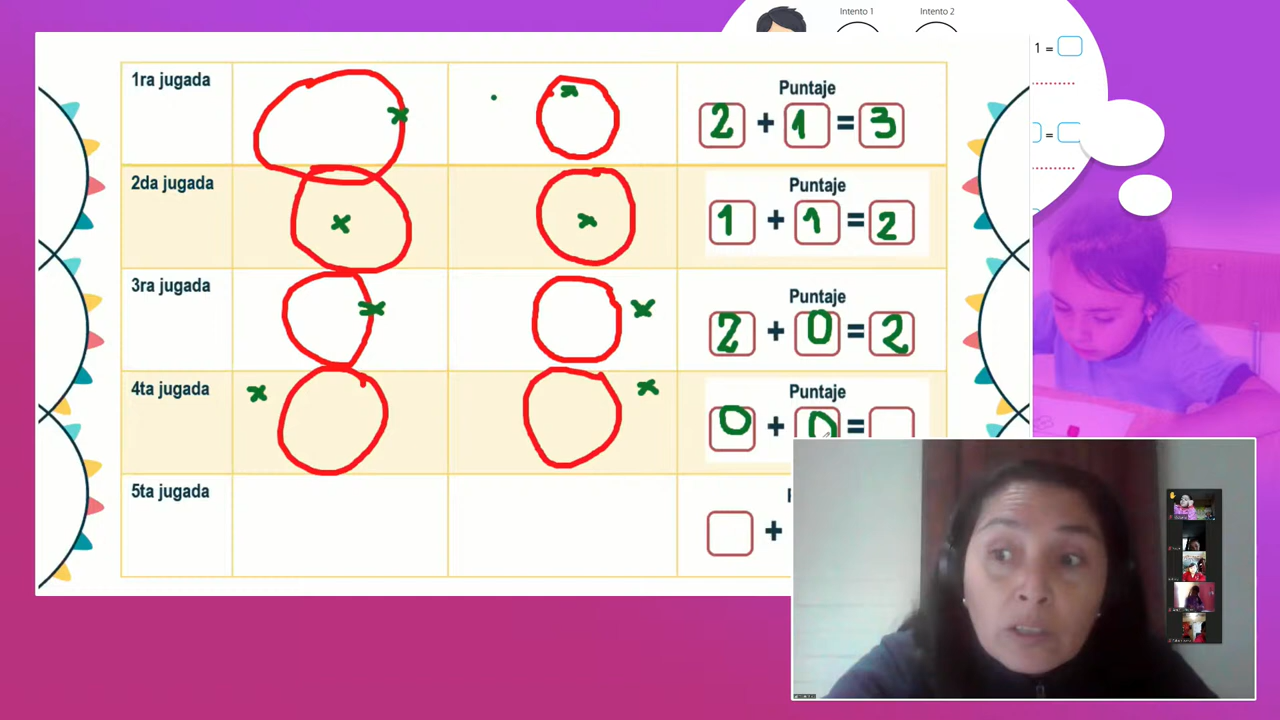 Intento 1 Intento 2
1 =
=
1ra jugada
Puntaje
2 + 1 = 3
2da jugada
Puntaje
1 + 1 = 2
3ra jugada
Puntaje
2 + 0 = 2
4ta jugada
Puntaje
0 + 0 =
5ta jugada
+